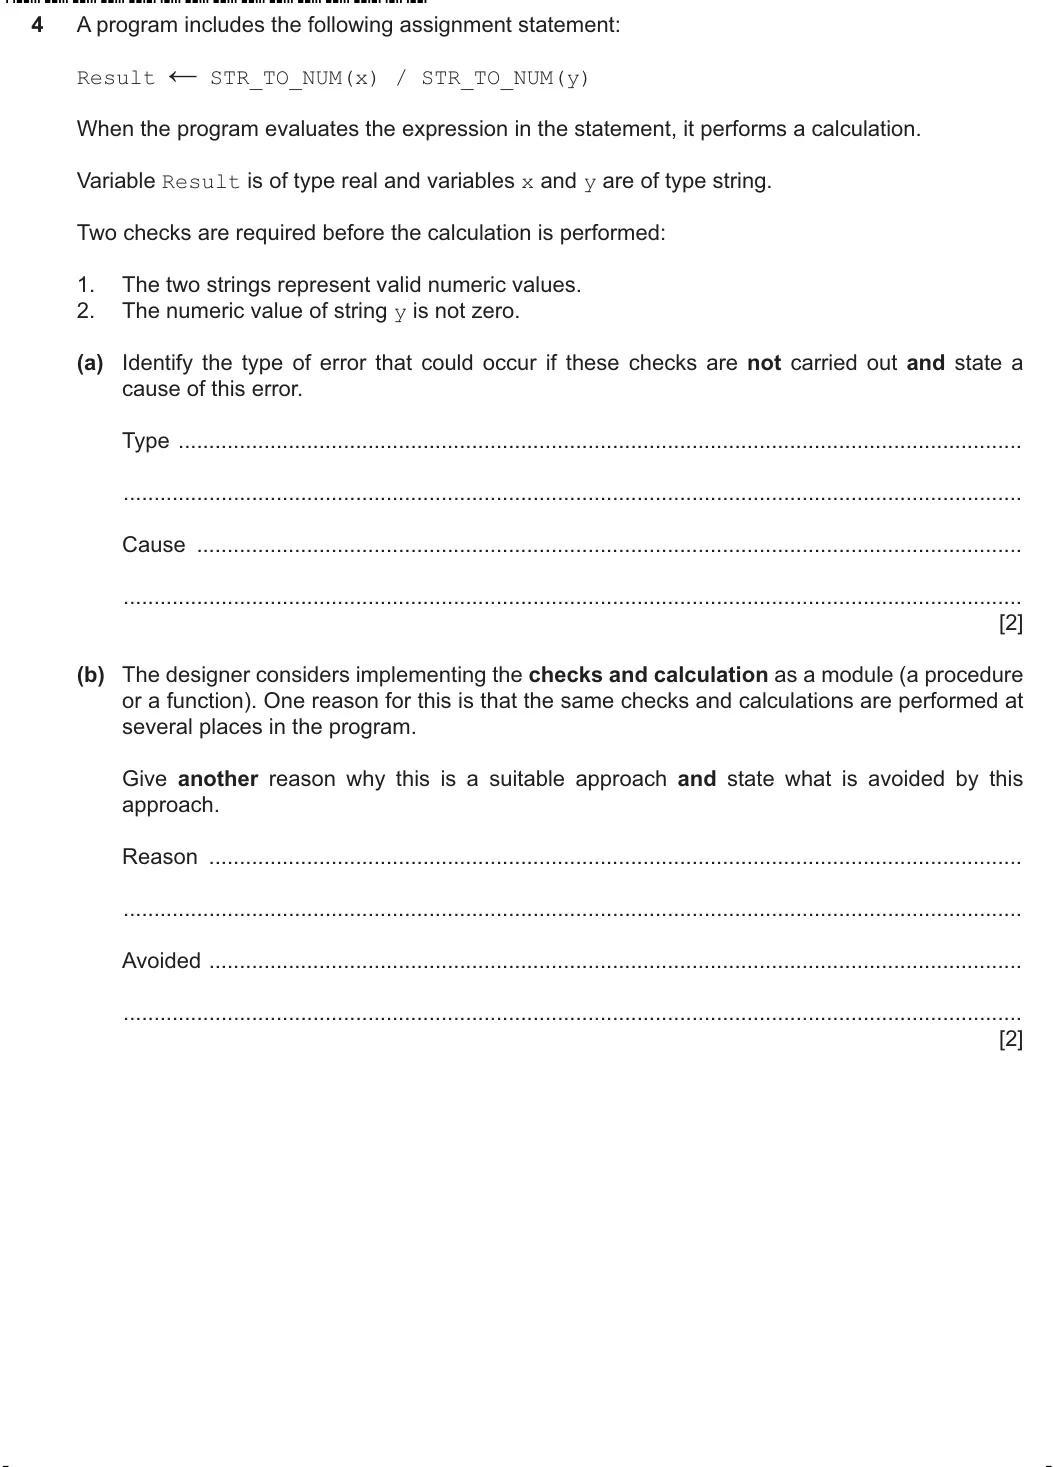 4 A program includes the following assignment statement:
Result ← STR_TO_NUM(x) / STR_TO_NUM(y)
When the program evaluates the expression in the statement, it performs a calculation.
Variable Result is of type real and variables x and y are of type string.
Two checks are required before the calculation is performed:
1. The two strings represent valid numeric values.
2. The numeric value of string y is not zero.
(a) Identify the type of error that could occur if these checks are not carried out and state a
cause of this error.
Type ................................................................................
................................................................................
Cause ................................................................................
................................................................................
[2]
(b) The designer considers implementing the checks and calculation as a module (a procedure
or a function). One reason for this is that the same checks and calculations are performed at
several places in the program.
Give another reason why this is a suitable approach and state what is avoided by this
approach.
Reason ................................................................................
................................................................................
Avoided ................................................................................
................................................................................
[2]